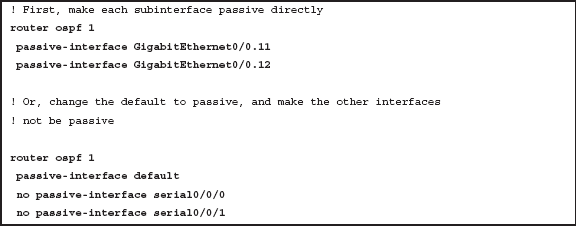 ! First, make each subinterface passive directly
router ospf 1
passive-interface GigabitEthernet0/0.11
passive-interface GigabitEthernet0/0.12
! Or, change the default to passive, and make the other interfaces
! not be passive
router ospf 1
passive-interface default
no passive-interface serial0/0/0
no passive-interface serial0/0/1